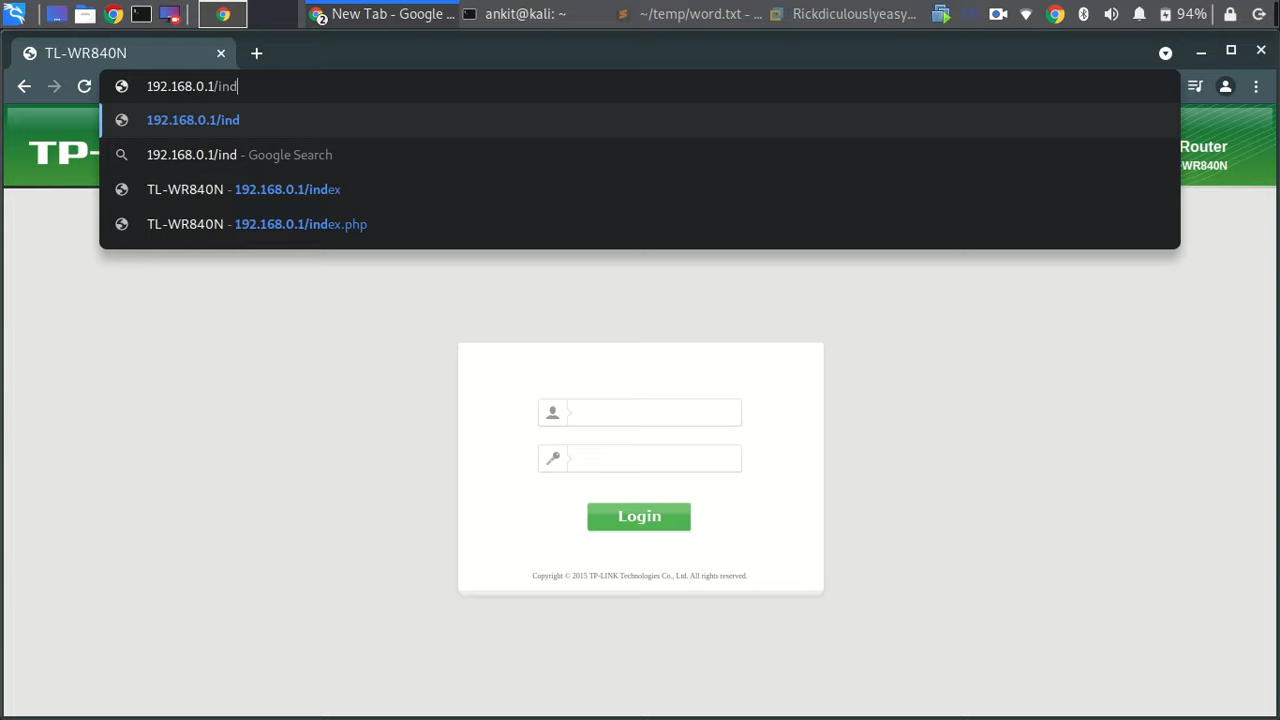 New Tab - Google ...
ankit@kali: ~
~/temp/word.txt - ...
Rickdiculouslyeasy...
94%
TL-WR840N
192.168.0.1/ind
192.168.0.1/ind
192.168.0.1/ind - Google Search
TL-WR840N - 192.168.0.1/index
TL-WR840N - 192.168.0.1/index.php
TP-
Router
WR840N
Login
Copyright © 2015 TP-LINK Technologies Co., Ltd. All rights reserved.